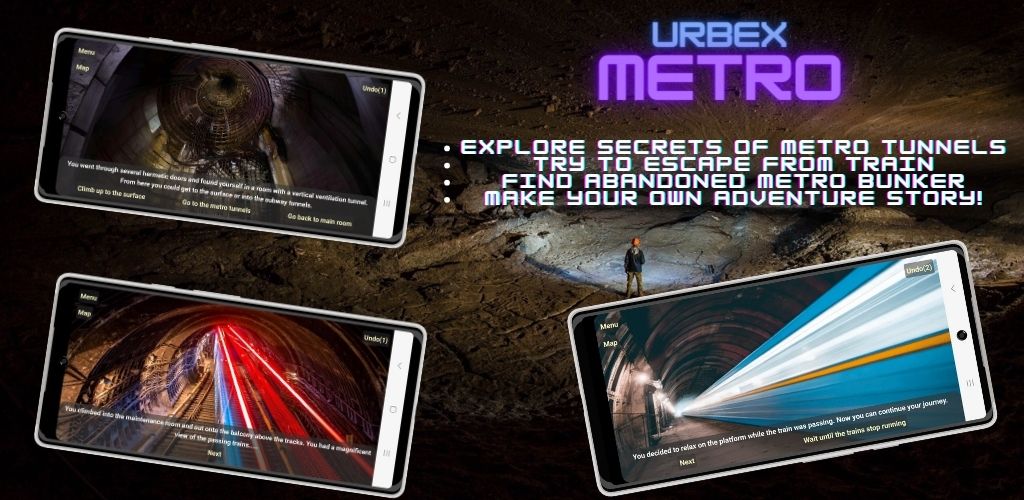 URBEX
METRO
• EXPLORE SECRETS OF METRO TUNNELS
• TRY TO ESCAPE FROM TRAIN
• FIND ABANDONED METRO BUNKER
• MAKE YOUR OWN ADVENTURE STORY!
Menu
Map
Undo(1)
You went through several hermetic doors and found yourself in a room with a vertical ventilation tunnel.
From here you could get to the surface or into the subway tunnels.
Climb up to the surface
Go to the metro tunnels
Go back to main room
Menu
Map
Undo(1)
You climbed into the maintenance room and out onto the balcony above the tracks. You had a magnificent
view of the passing trains.
Next
Menu
Map
Undo(2)
You decided to relax on the platform while the train was passing. Now you can continue your journey.
Next
Wait until the trains stop running